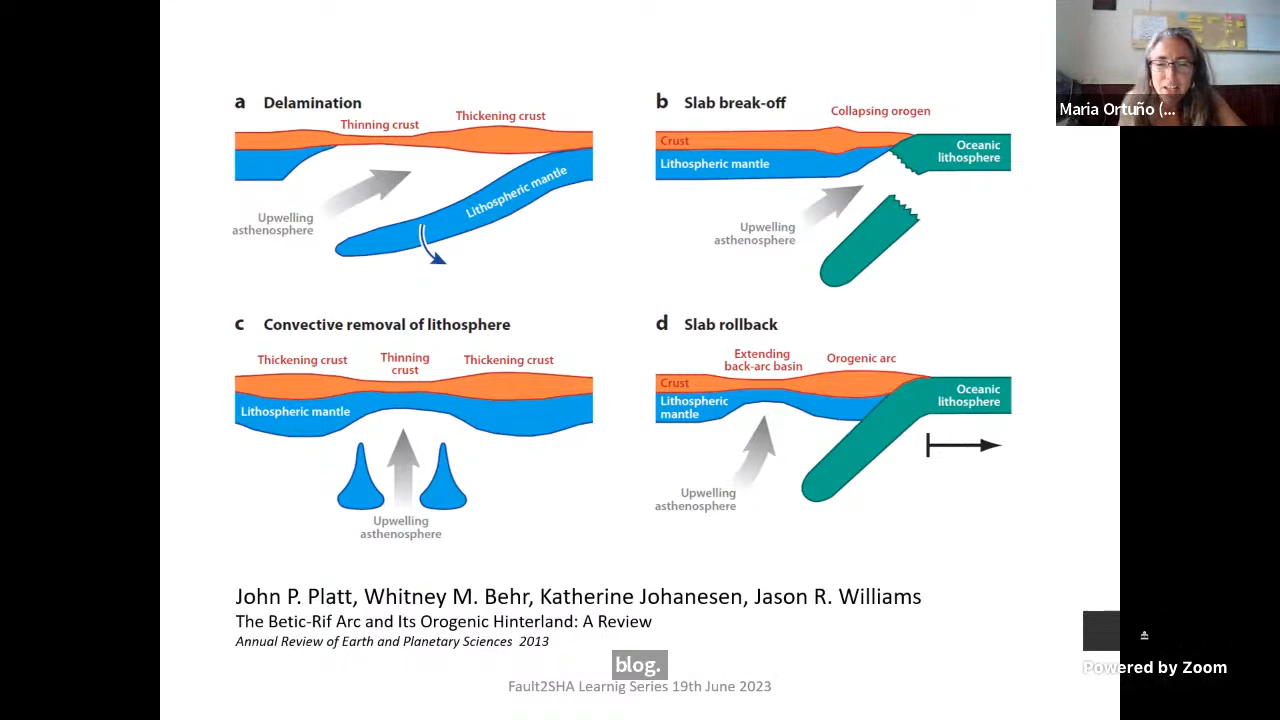 a Delamination
Thinning crust
Thickening crust
Lithospheric mantle
Upwelling
asthenosphere
b Slab break-off
Collapsing orogen
Crust
Lithospheric mantle
Oceanic
lithosphere
Upwelling
asthenosphere
c Convective removal of lithosphere
Thickening crust
Thinning
crust
Thickening crust
Lithospheric mantle
Upwelling
asthenosphere
d Slab rollback
Extending
back-arc basin
Orogenic arc
Crust
Lithospheric
mantle
Oceanic
lithosphere
Upwelling
asthenosphere
John P. Platt, Whitney M. Behr, Katherine Johanesen, Jason R. Williams
The Betic-Rif Arc and Its Orogenic Hinterland: A Review
Annual Review of Earth and Planetary Sciences 2013
blog.
Fault2SHA Learnig Series 19th June 2023
Maria Ortuño (...
Powered by Zoom